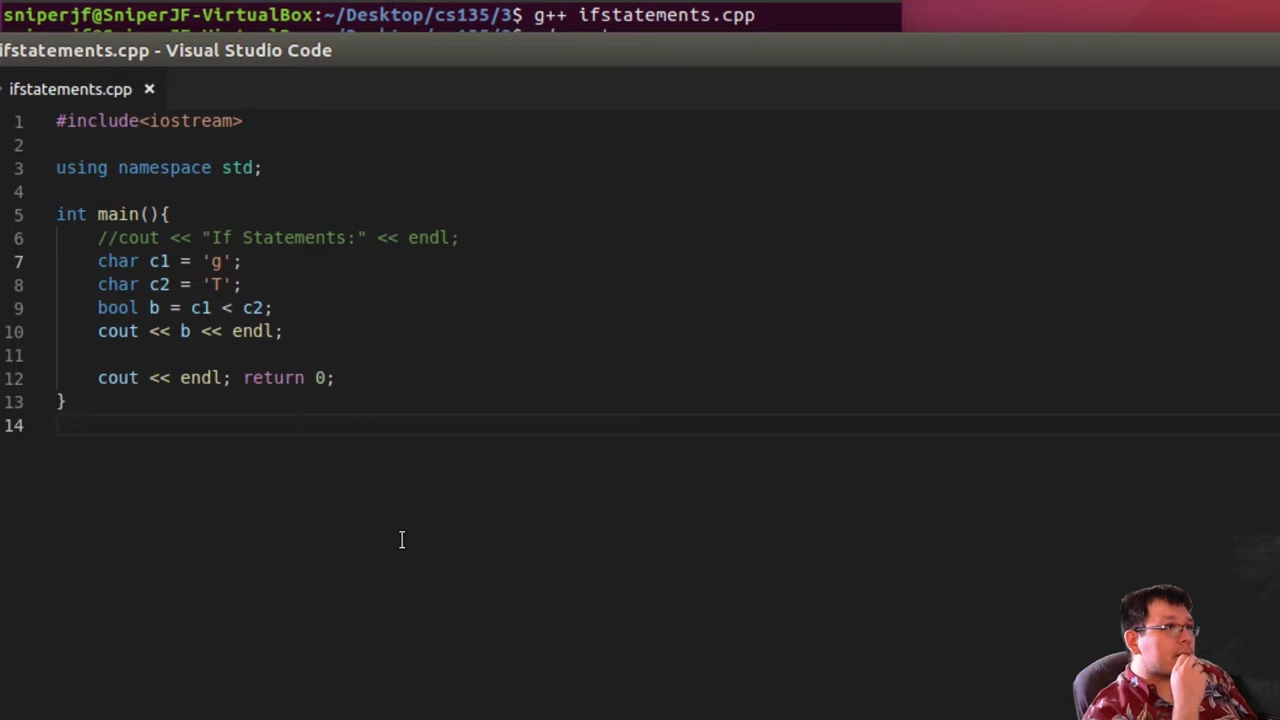 sniperjf@SniperJF-VirtualBox:~/Desktop/cs135/3$ g++ ifstatements.cpp
ifstatements.cpp - Visual Studio Code
ifstatements.cpp ×
1 #include<iostream>
2
3 using namespace std;
4
5 int main(){
6 //cout << "If Statements:" << endl;
7 char c1 = 'g';
8 char c2 = 'T';
9 bool b = c1 < c2;
10 cout << b << endl;
11
12 cout << endl; return 0;
13 }
14